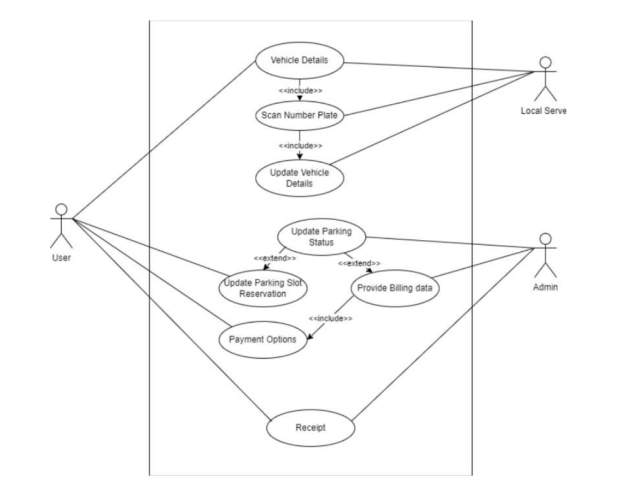 Vehicle Details
<<include>>
Scan Number Plate
Local Serve
<<include>>
Update Vehicle
Details
Update Parking
Status
User
<<extend>>
<<extend>>
Update Parking Slot
Reservation
Provide Billing data
Admin
<<include>>
Payment Options
Receipt